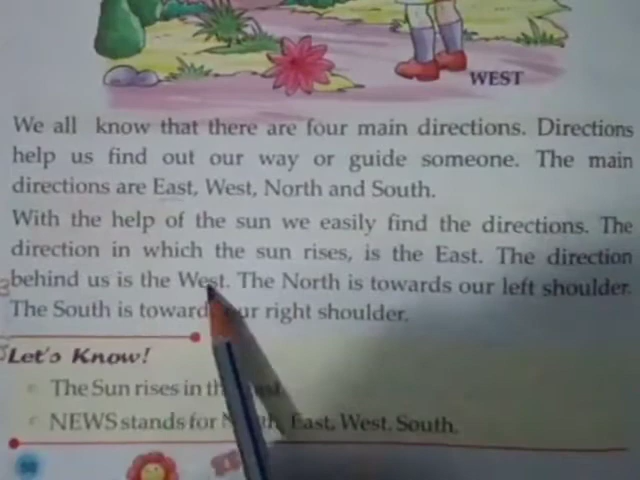 WEST
We all know that there are four main directions. Directions
help us find out our way or guide someone. The main
directions are East, West, North and South.
With the help of the sun we easily find the directions. The
direction in which the sun rises, is the East. The direction
behind us is the West. The North is towards our left shoulder.
The South is toward our right shoulder.
Let's Know!
The Sun rises in the East.
NEWS stands for North, East, West. South.